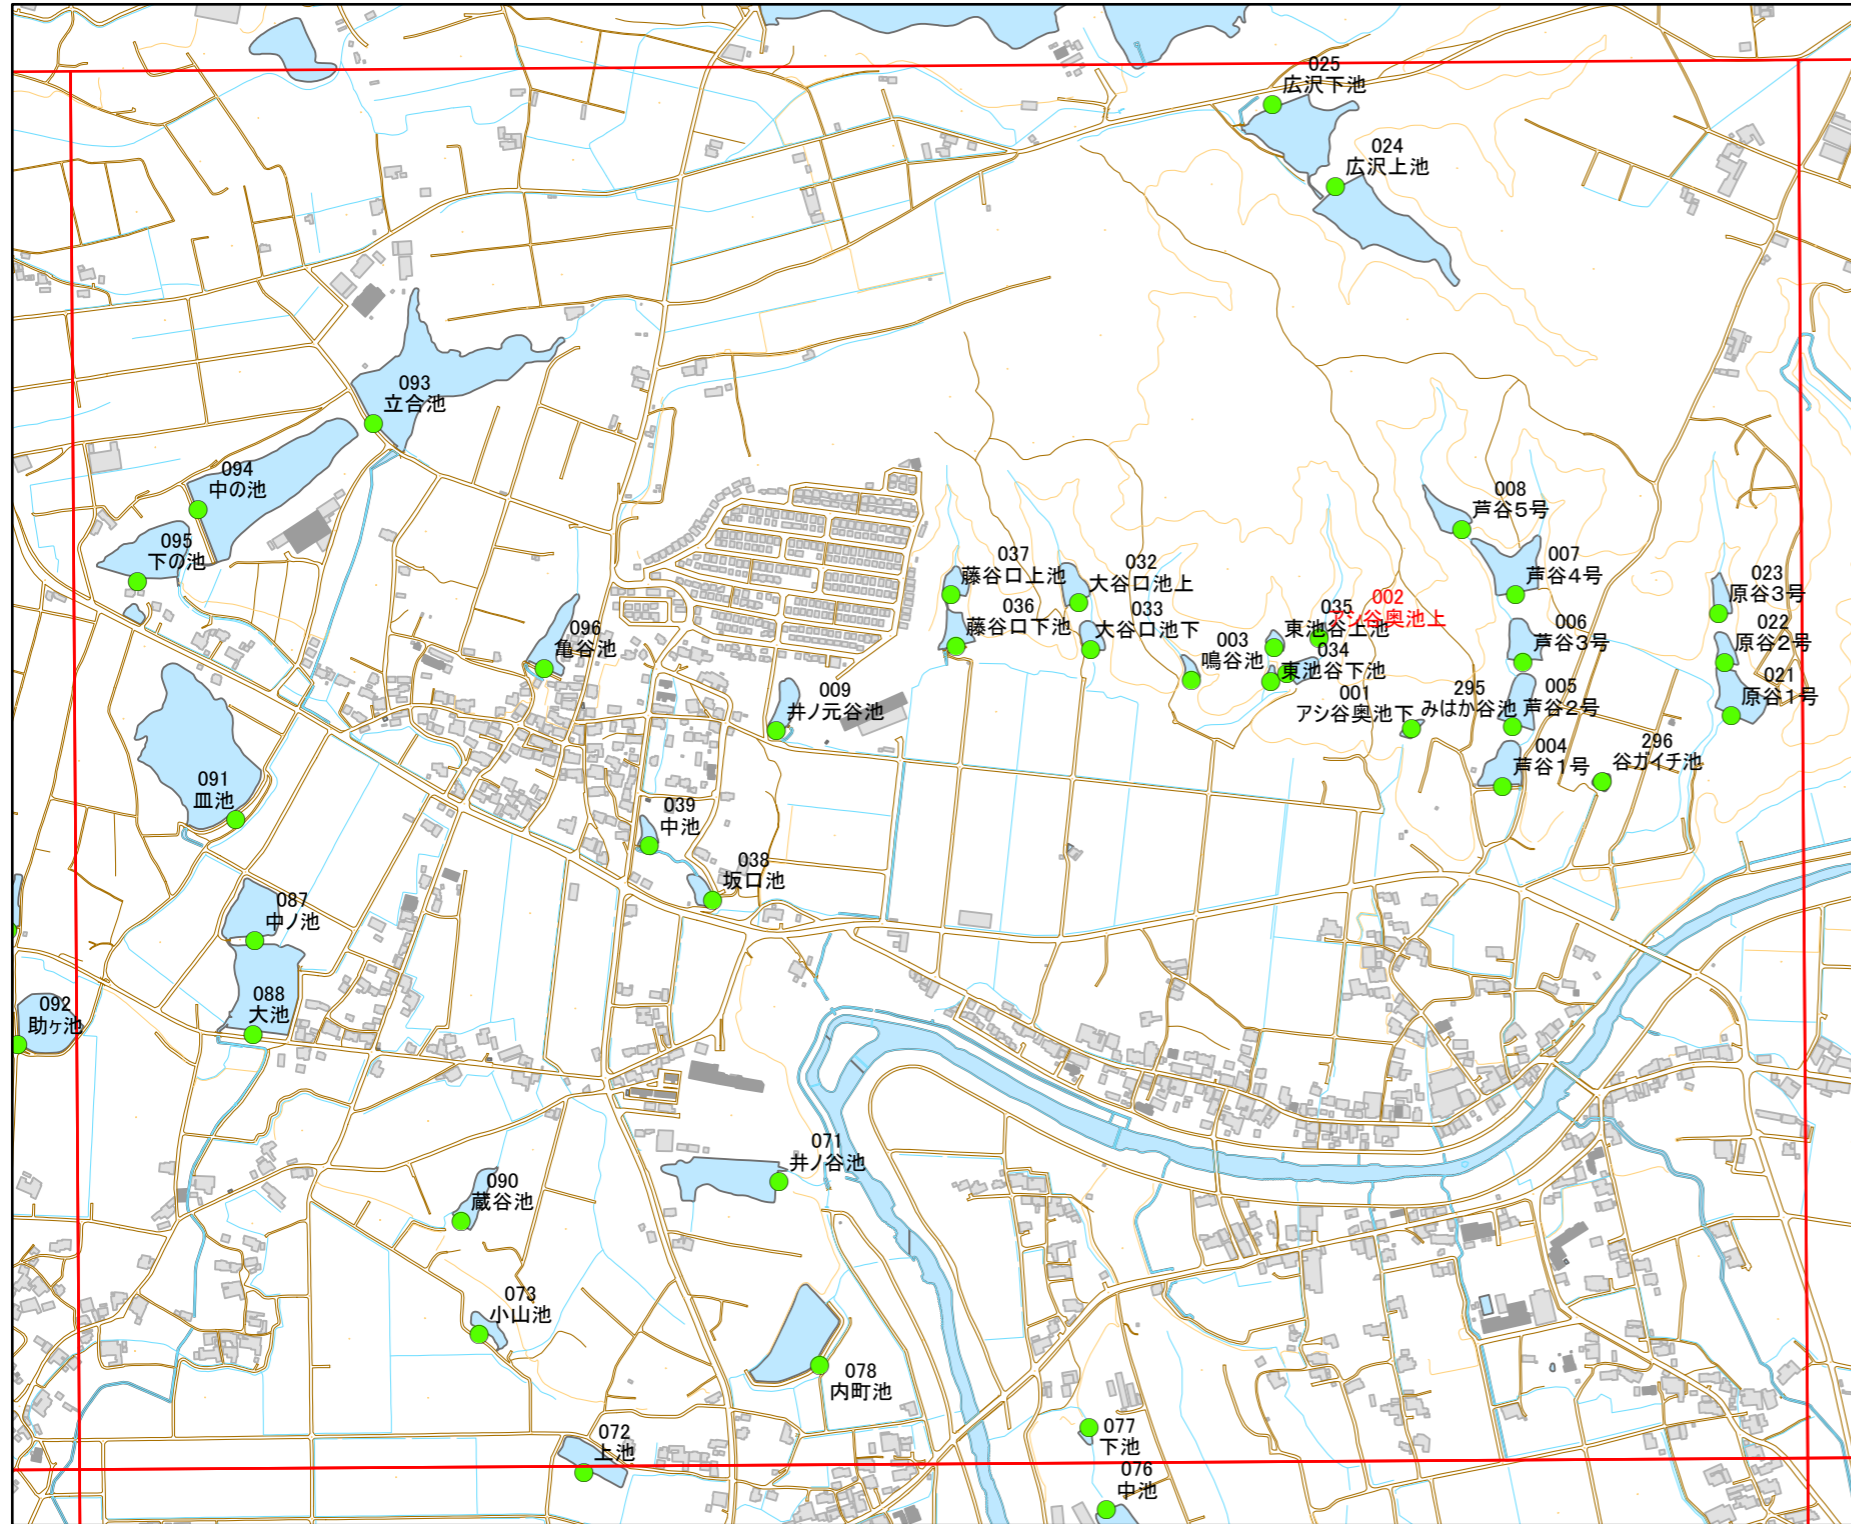 025
広沢下池
024
広沢上池
093
立合池
094
中の池
095
下の池
008
芦谷５号
007
芦谷４号
037
藤谷口上池
032
大谷口池上
023
原谷３号
036
藤谷口下池
033
大谷口池下
035
東池谷上池
002
アシ谷奥池上
006
芦谷３号
022
原谷２号
096
亀谷池
003
鳴谷池
034
東池谷下池
021
原谷１号
009
井ノ元谷池
001
アシ谷奥池下
295
みはか谷池
005
芦谷２号
004
芦谷１号
296
谷ガイチ池
091
皿池
039
中池
038
坂口池
087
中ノ池
088
大池
092
助ヶ池
071
井ノ谷池
090
蔵谷池
073
小山池
078
内町池
072
上池
077
下池
076
中池